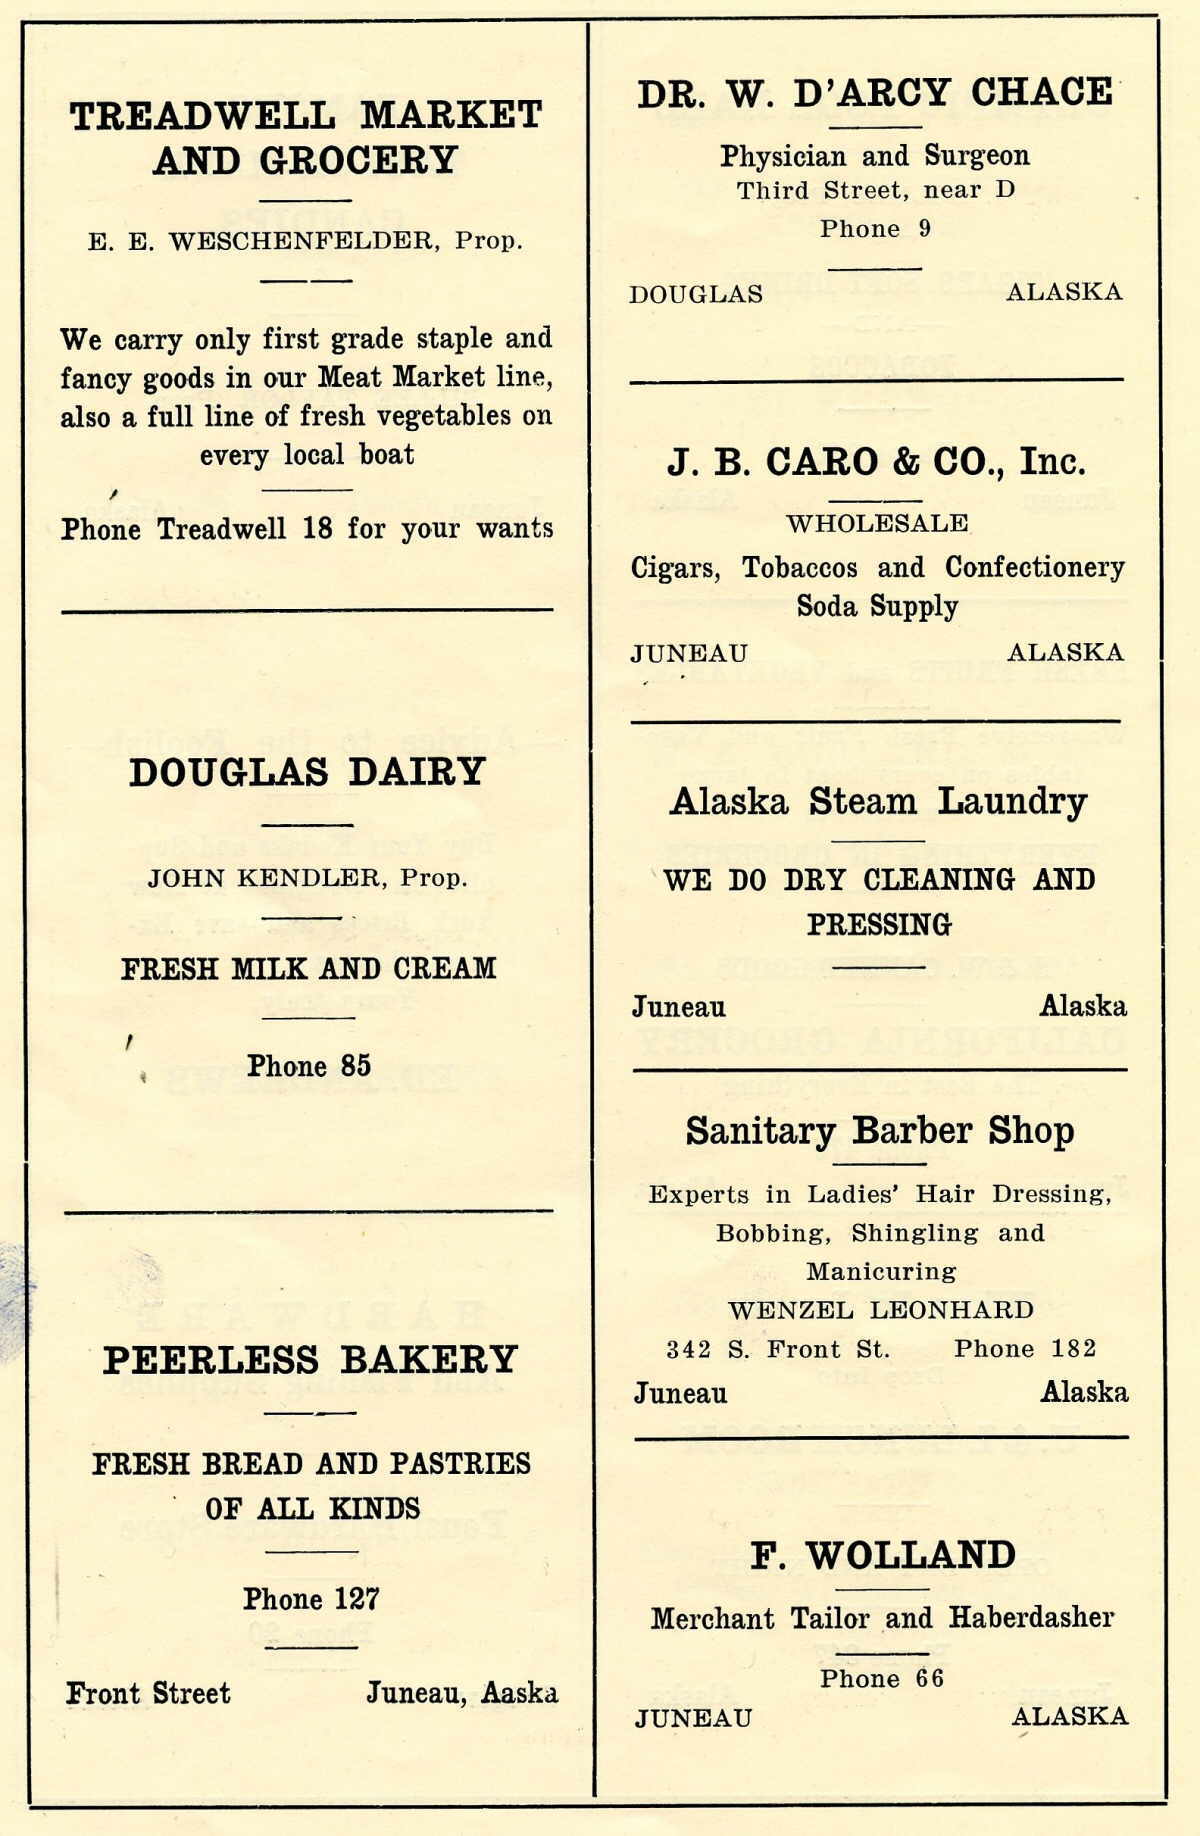 TREADWELL MARKET
AND GROCERY
E. E. WESCHENFELDER, Prop.
We carry only first grade staple and
fancy goods in our Meat Market line,
also a full line of fresh vegetables on
every local boat
Phone Treadwell 18 for your wants
DOUGLAS DAIRY
JOHN KENDLER, Prop.
FRESH MILK AND CREAM
Phone 85
PEERLESS BAKERY
FRESH BREAD AND PASTRIES
OF ALL KINDS
Phone 127
Front Street Juneau, Aaska
DR. W. D'ARCY CHACE
Physician and Surgeon
Third Street, near D
Phone 9
DOUGLAS ALASKA
J. B. CARO & CO., Inc.
WHOLESALE
Cigars, Tobaccos and Confectionery
Soda Supply
JUNEAU ALASKA
Alaska Steam Laundry
WE DO DRY CLEANING AND
PRESSING
Juneau Alaska
Sanitary Barber Shop
Experts in Ladies' Hair Dressing,
Bobbing, Shingling and
Manicuring
WENZEL LEONHARD
342 S. Front St. Phone 182
Juneau Alaska
F. WOLLAND
Merchant Tailor and Haberdasher
Phone 66
JUNEAU ALASKA